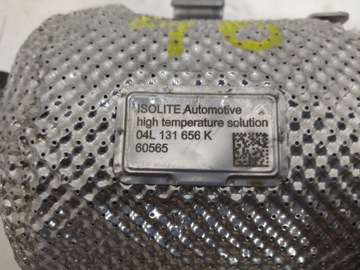 ISOLITE Automotive
high temperature solution
04L 131 656 K
60565